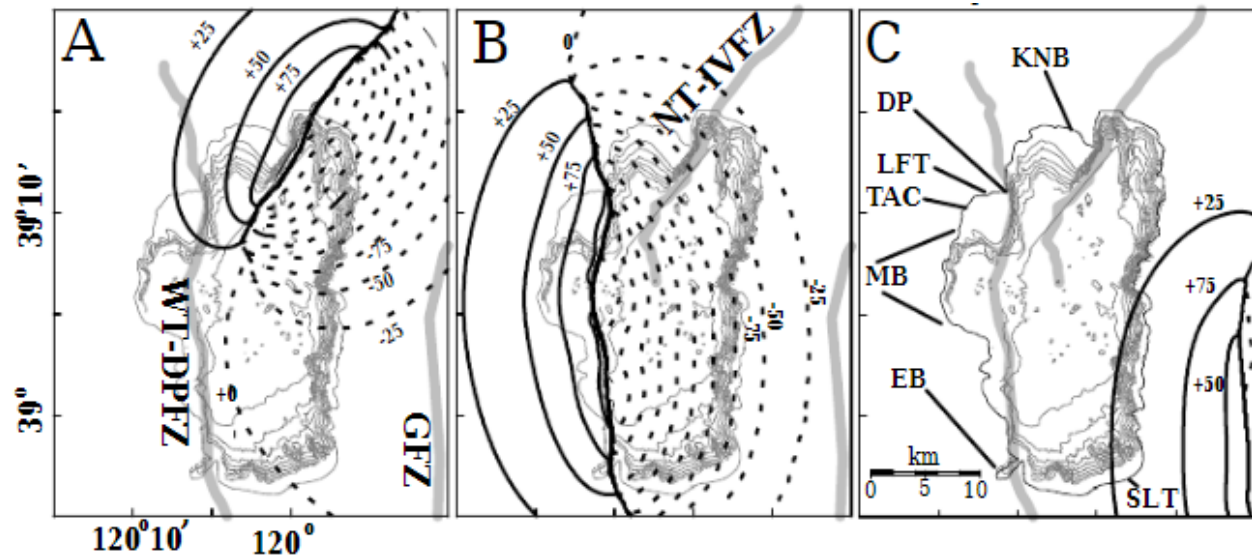 A
+25
+50
+75
-75
-50
-25
+0
WT-DPFZ
GFZ
39°10′
39°
120°10′
120°
B
0'
NT-IVFZ
+25
+50
+75
-25
-50
-75
C
KNB
DP
LFT
TAC
MB
EB
+25
+75
+50
km
0 5 10
SLT